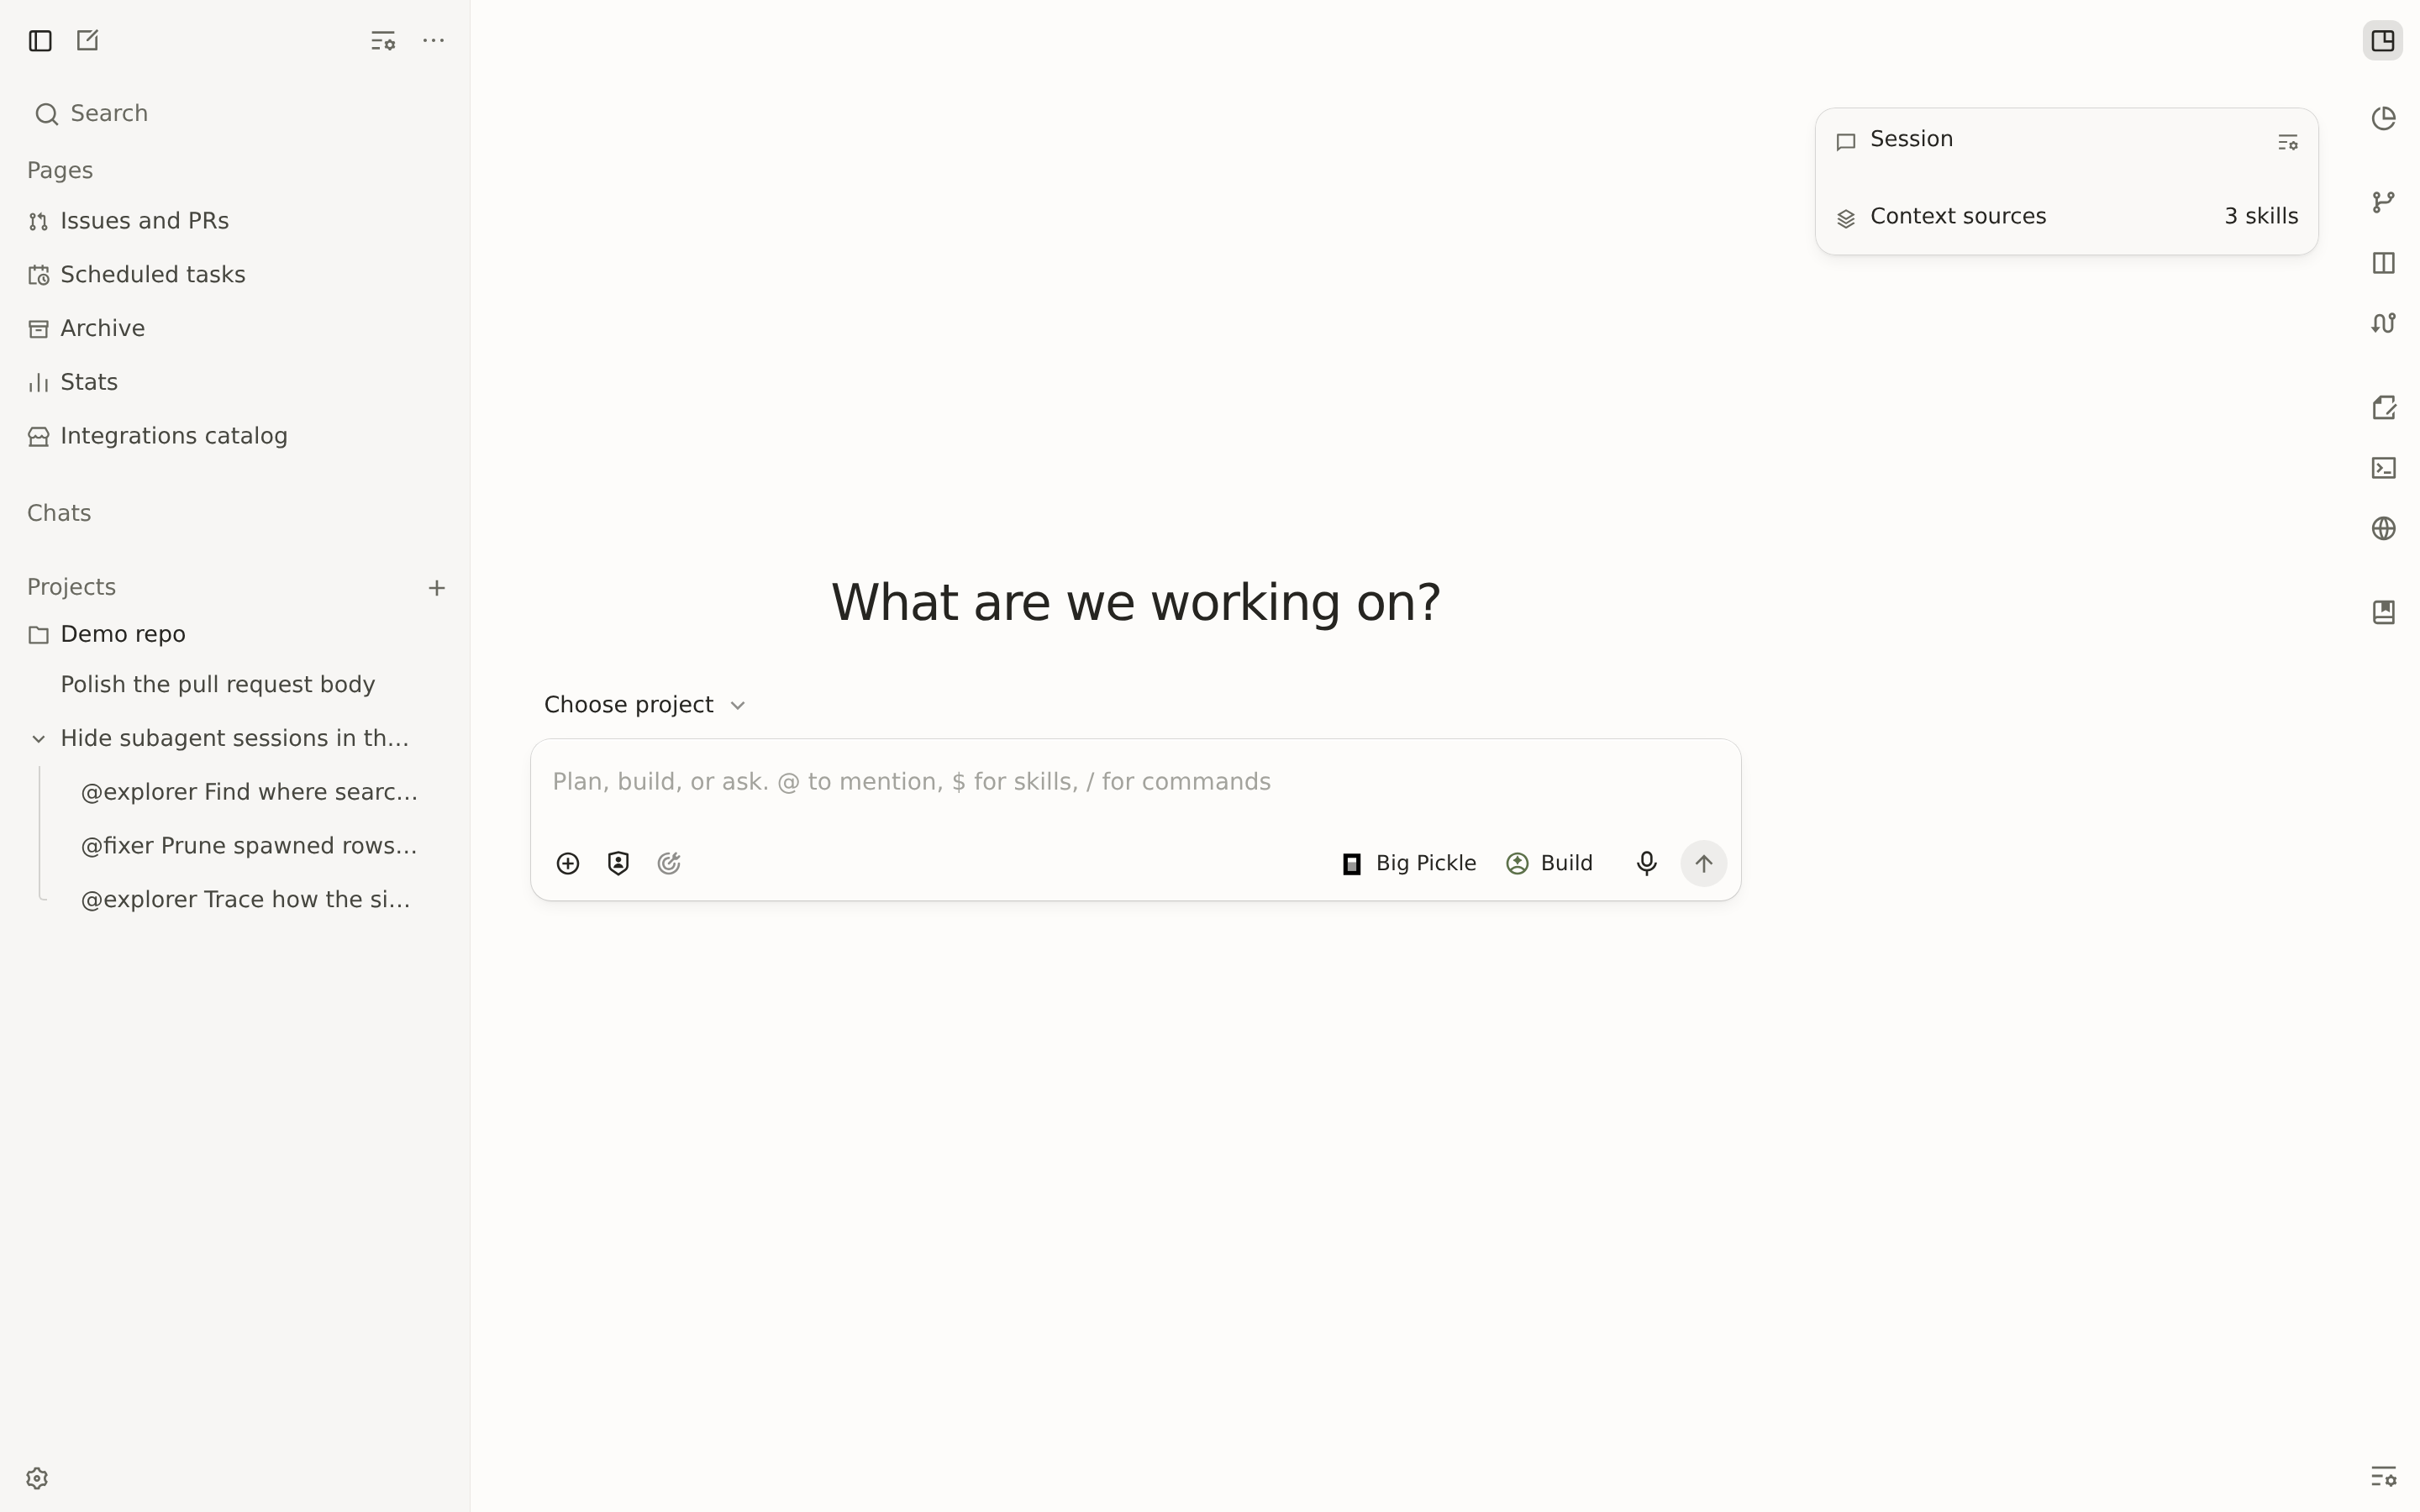 Search
Pages
Issues and PRs
Scheduled tasks
Archive
Stats
Integrations catalog
Chats
Projects
Demo repo
Polish the pull request body
Hide subagent sessions in th…
@explorer Find where searc…
@fixer Prune spawned rows…
@explorer Trace how the si…
Session
Context sources 3 skills
What are we working on?
Choose project
Plan, build, or ask. @ to mention, $ for skills, / for commands
Big Pickle Build